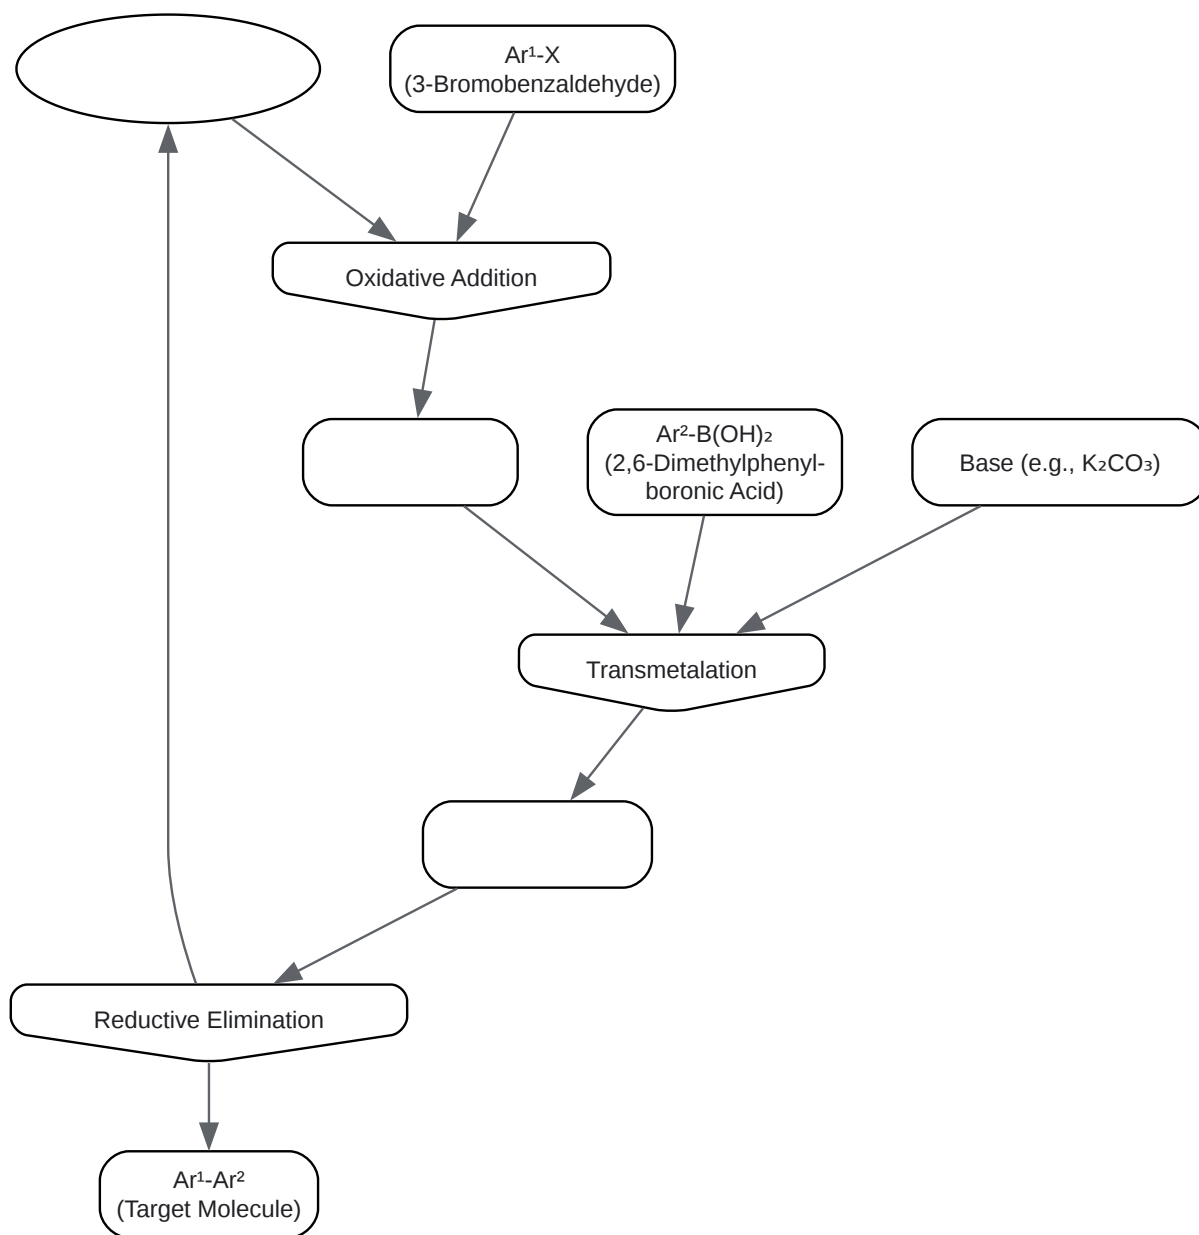 Ar¹-X
(3-Bromobenzaldehyde)
Oxidative Addition
Ar²-B(OH)₂
(2,6-Dimethylphenyl-
boronic Acid)
Base (e.g., K₂CO₃)
Transmetalation
Reductive Elimination
Ar¹-Ar²
(Target Molecule)